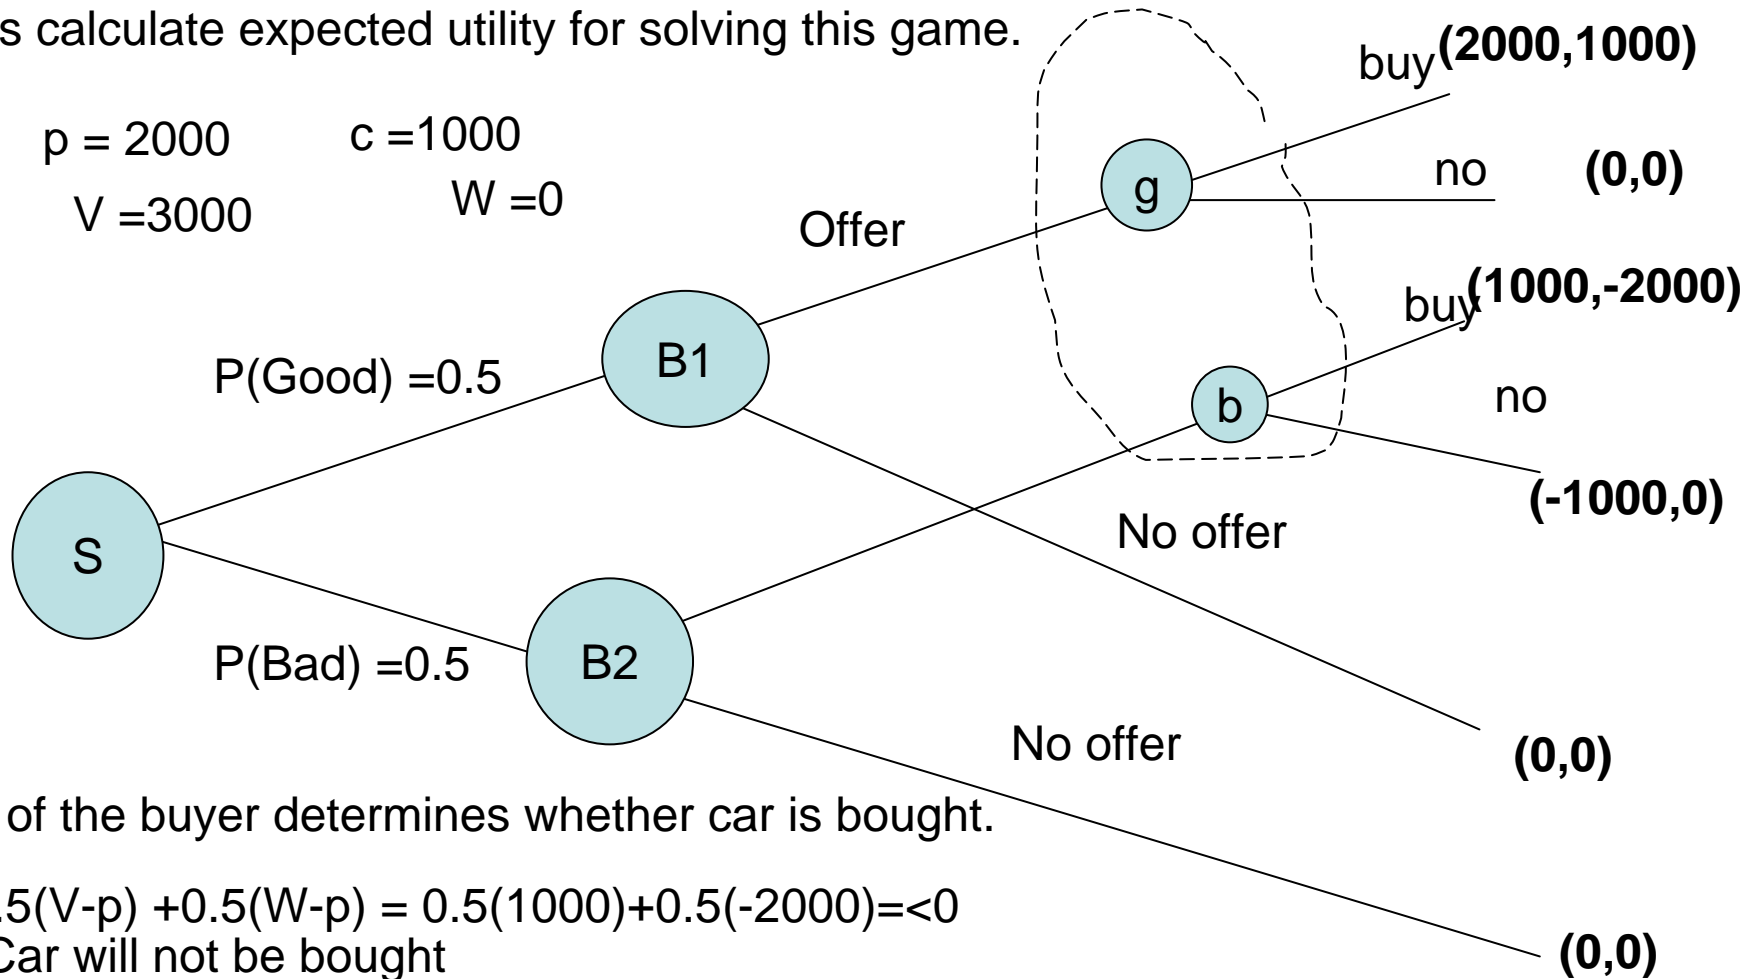 s calculate expected utility for solving this game.
buy (2000,1000)
p = 2000 c =1000
no (0,0)
V =3000 W =0
g
Offer
buy (1000,-2000)
B1
P(Good) =0.5
b
no
(-1000,0)
No offer
S
P(Bad) =0.5
B2
No offer
(0,0)
of the buyer determines whether car is bought.
.5(V-p) +0.5(W-p) = 0.5(1000)+0.5(-2000)=<0
Car will not be bought
(0,0)